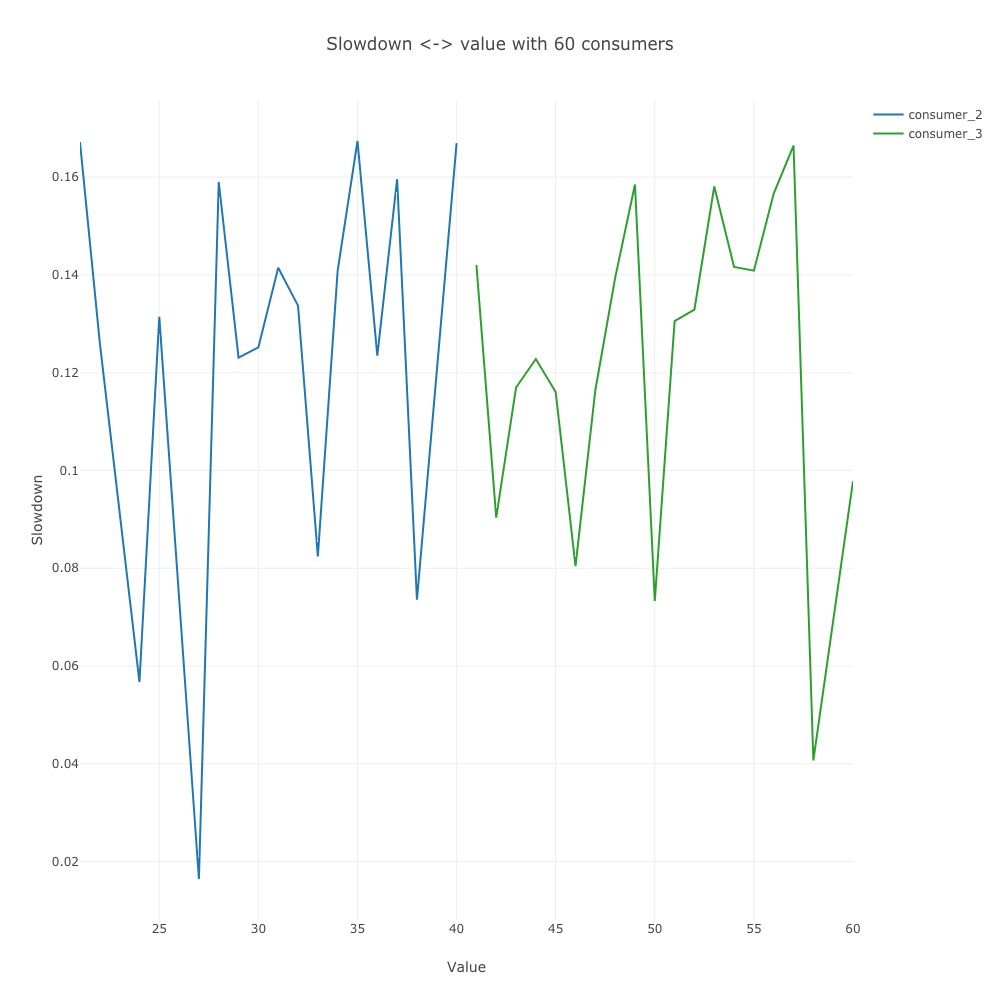 Slowdown <-> value with 60 consumers
consumer_2
consumer_3
0.16
0.14
0.12
0.1
0.08
0.06
0.04
0.02
Slowdown
25 30 35 40 45 50 55 60
Value